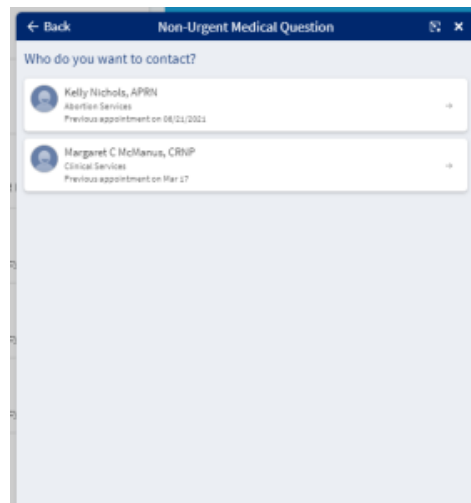 ← Back
Non-Urgent Medical Question
Who do you want to contact?
Kelly Nichols, APRN
Abortion Services
Previous appointment on 08/21/2021
Margaret C McManus, CRNP
Clinical Services
Previous appointment on Mar 17